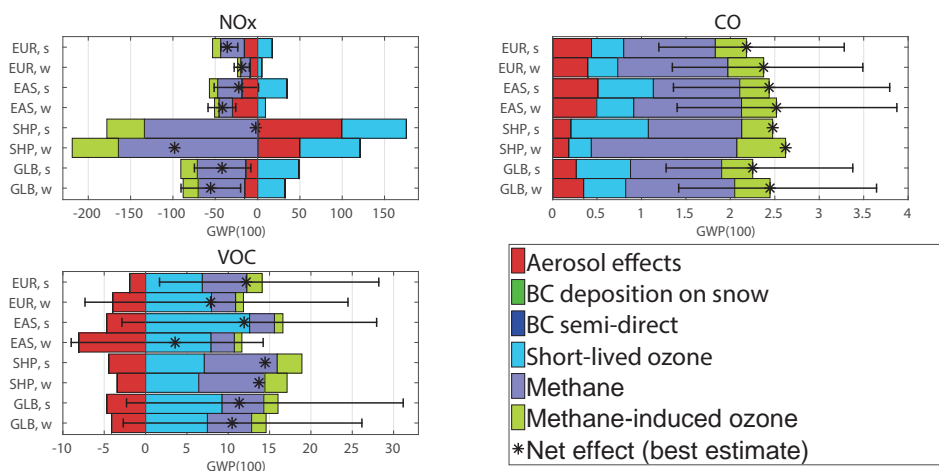 NOx
EUR, s
EUR, w
EAS, s
EAS, w
SHP, s
SHP, w
GLB, s
GLB, w
-200 -150 -100 -50 0 50 100 150
GWP(100)
CO
EUR, s
EUR, w
EAS, s
EAS, w
SHP, s
SHP, w
GLB, s
GLB, w
0 0.5 1 1.5 2 2.5 3 3.5 4
GWP(100)
VOC
EUR, s
EUR, w
EAS, s
EAS, w
SHP, s
SHP, w
GLB, s
GLB, w
-10 -5 0 5 10 15 20 25 30
GWP(100)
Aerosol effects
BC deposition on snow
BC semi-direct
Short-lived ozone
Methane
Methane-induced ozone
Net effect (best estimate)